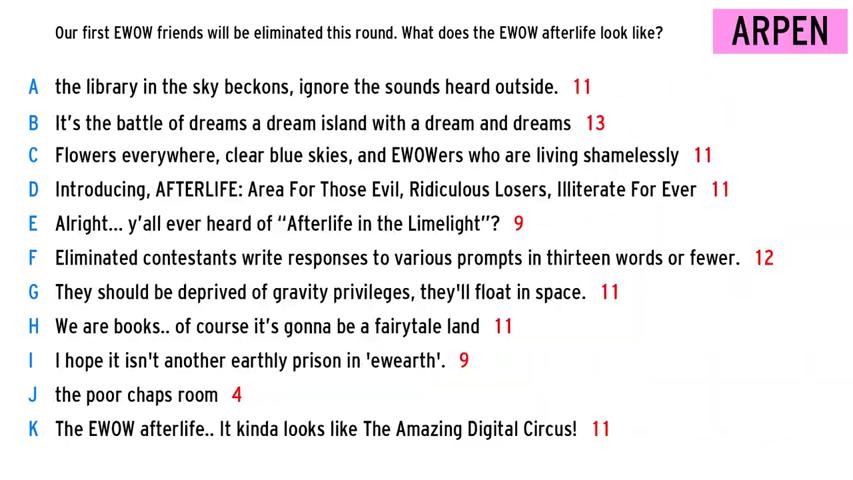 Our first EWOW friends will be eliminated this round. What does the EWOW afterlife look like?
ARPEN
A the library in the sky beckons, ignore the sounds heard outside. 11
B It's the battle of dreams a dream island with a dream and dreams 13
C Flowers everywhere, clear blue skies, and EWOWers who are living shamelessly 11
D Introducing, AFTERLIFE: Area For Those Evil, Ridiculous Losers, Illiterate For Ever 11
E Alright... y'all ever heard of “Afterlife in the Limelight”? 9
F Eliminated contestants write responses to various prompts in thirteen words or fewer. 12
G They should be deprived of gravity privileges, they'll float in space. 11
H We are books.. of course it's gonna be a fairytale land 11
I I hope it isn't another earthly prison in 'ewearth'. 9
J the poor chaps room 4
K The EWOW afterlife.. It kinda looks like The Amazing Digital Circus! 11